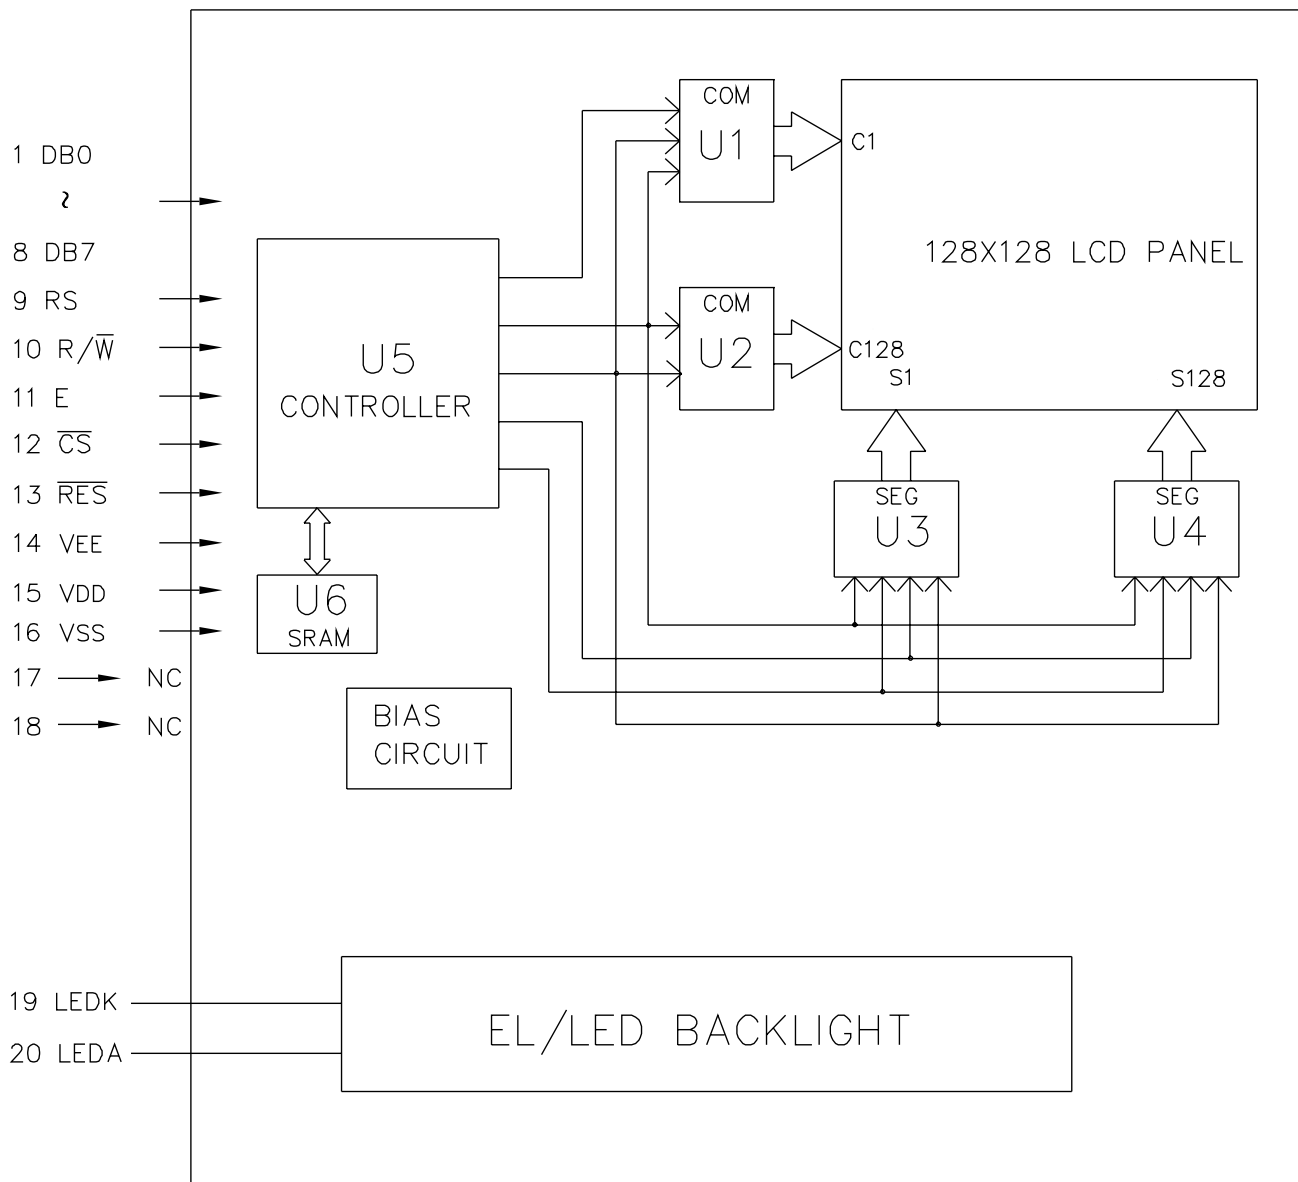 1 DB0
~
8 DB7
9 RS
10 R/W̅
11 E
12 C̅S̅
13 R̅E̅S̅
14 VEE
15 VDD
16 VSS
17 NC
18 NC
19 LEDK
20 LEDA
U5
CONTROLLER
U6
SRAM
BIAS
CIRCUIT
COM
U1
COM
U2
C1
128X128 LCD PANEL
C128
S1
S128
SEG
U3
SEG
U4
EL/LED BACKLIGHT